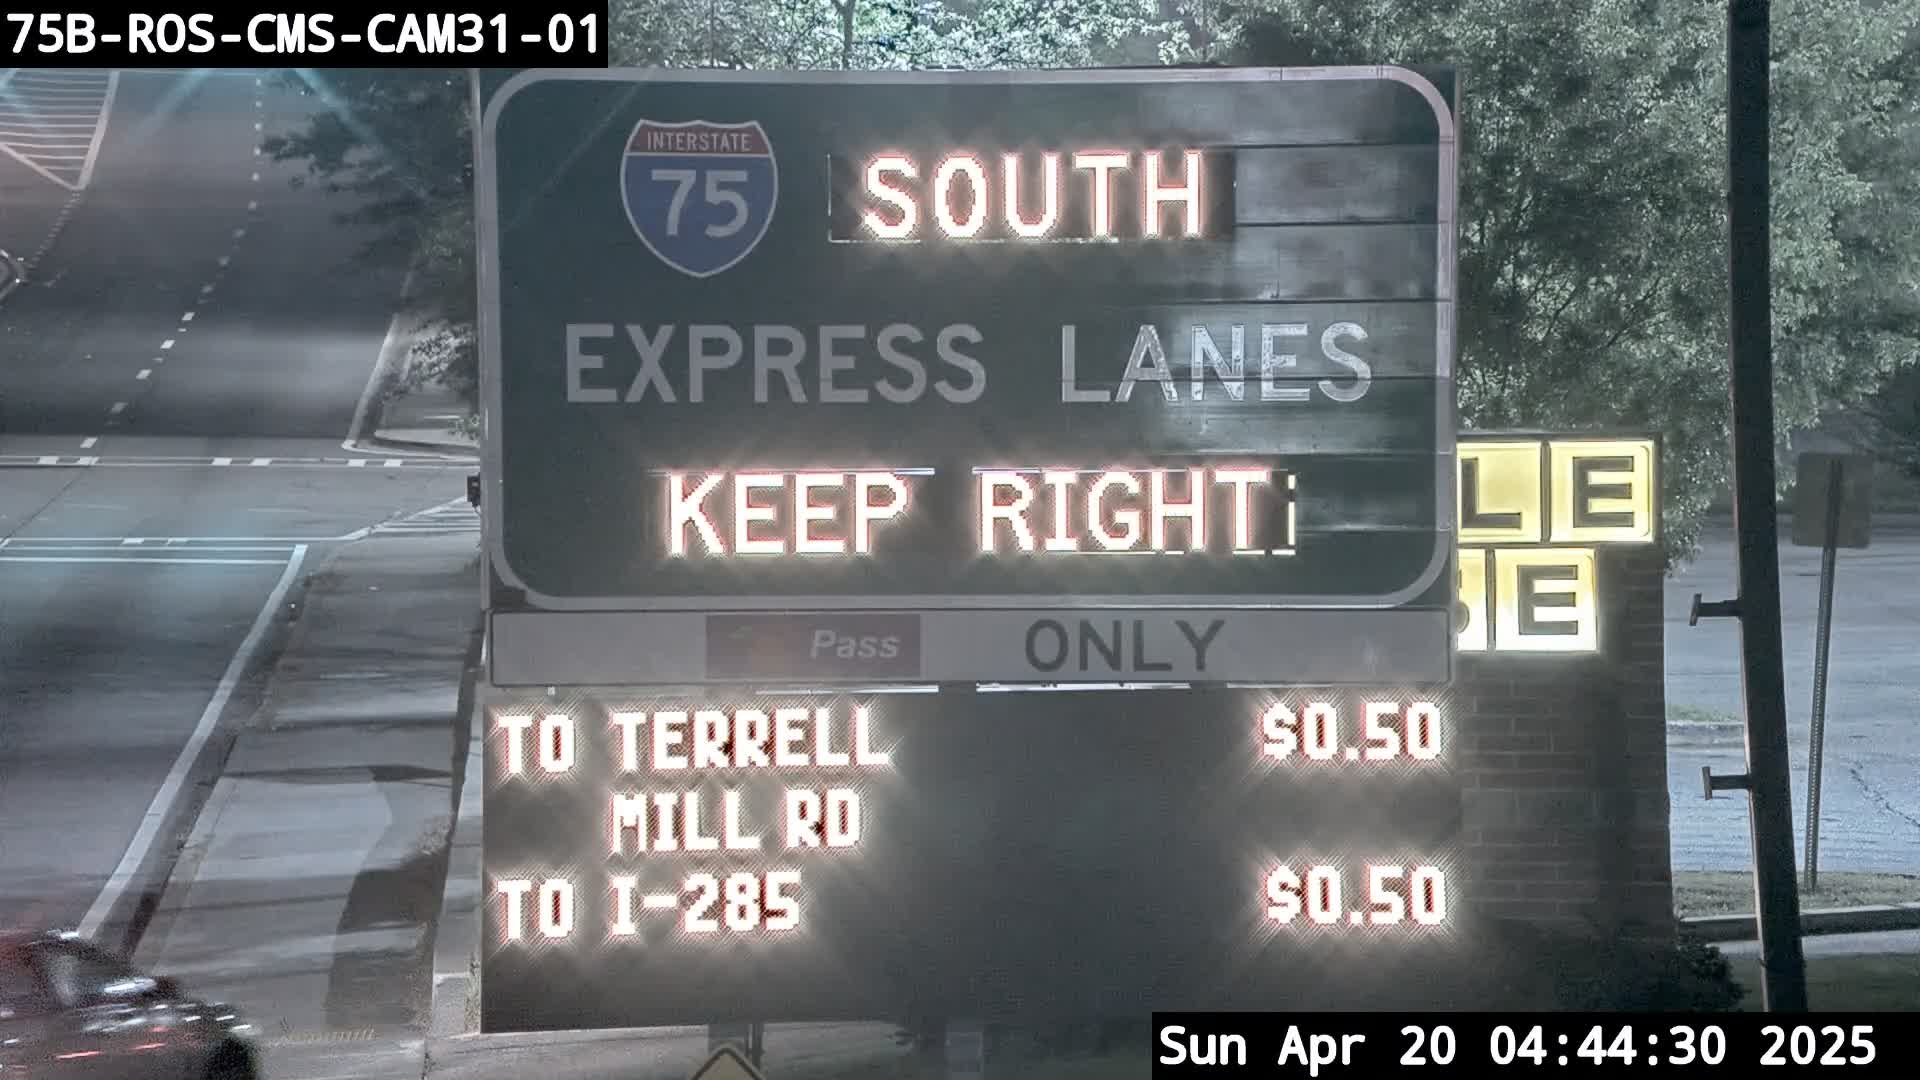 75B-ROS-CMS-CAM31-01
INTERSTATE
75
SOUTH
EXPRESS LANES
KEEP RIGHT
Pass ONLY
LE
E
TO TERRELL $0.50
MILL RD
TO I-285 $0.50
Sun Apr 20 04:44:30 2025